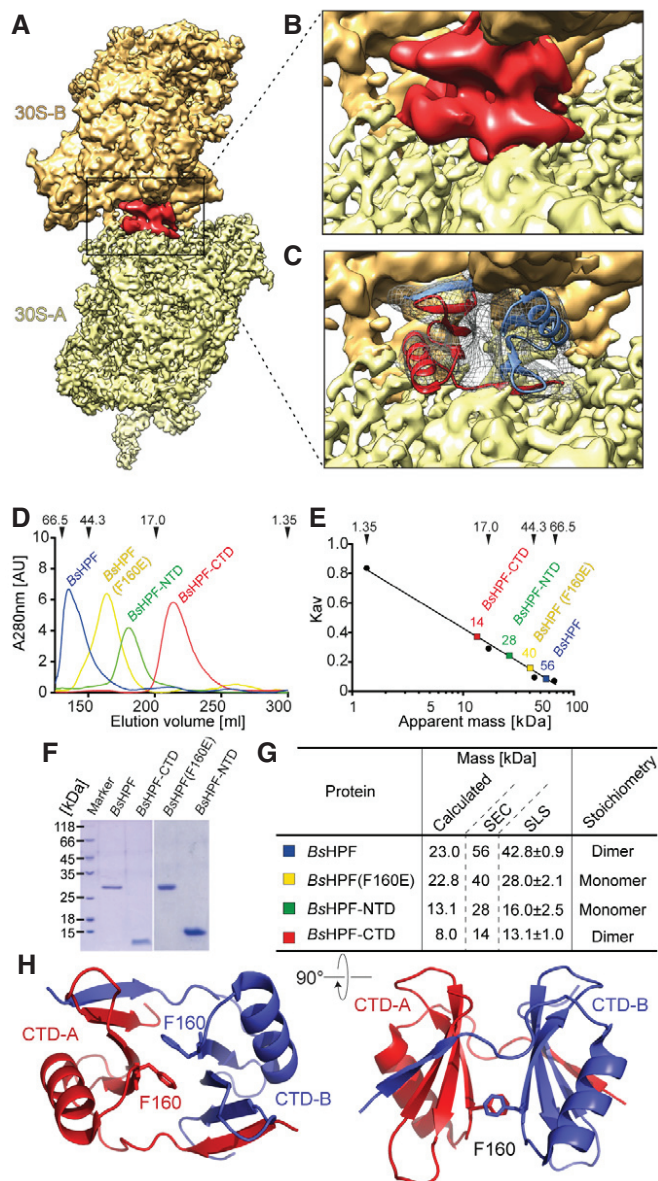 A
B
30S-B
30S-A
C
D
66.5 44.3 17.0 1.35
A280nm [AU]
10
8
6
4
2
0
BsHPF
BsHPF (F160E)
BsHPF-NTD
BsHPF-CTD
150 200 250 300
Elution volume [ml]
E
1.35 17.0 44.3 66.5
Kav
1.0
0.8
0.6
0.4
0.2
0
BsHPF-CTD
BsHPF-NTD
BsHPF (F160E)
BsHPF
14
28
40
56
1 5 10 50 100
Apparent mass [kDa]
F
[kDa] Marker BsHPF BsHPF-CTD BsHPF(F160E) BsHPF-NTD
118
66
45
35
25
18
15
G
Mass [kDa]
Protein Calculated SEC SLS Stoichiometry
BsHPF 23.0 56 42.8±0.9 Dimer
BsHPF(F160E) 22.8 40 28.0±2.1 Monomer
BsHPF-NTD 13.1 28 16.0±2.5 Monomer
BsHPF-CTD 8.0 14 13.1±1.0 Dimer
H
CTD-A
F160
F160
CTD-B
90°
CTD-A
CTD-B
F160